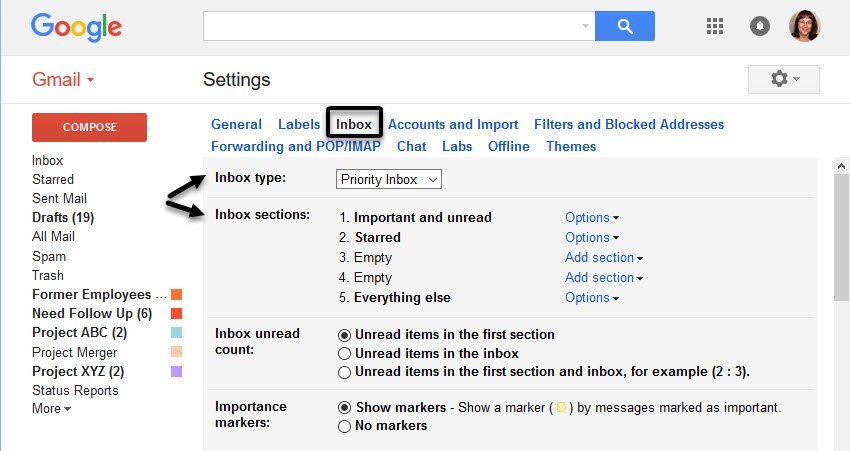 Google
Gmail
Settings
COMPOSE
Inbox
Starred
Sent Mail
Drafts (19)
All Mail
Spam
Trash
Former Employees ...
Need Follow Up (6)
Project ABC (2)
Project Merger
Project XYZ (2)
Status Reports
More
General Labels Inbox Accounts and Import Filters and Blocked Addresses
Forwarding and POP/IMAP Chat Labs Offline Themes
Inbox type: Priority Inbox
Inbox sections: 1. Important and unread Options
2. Starred Options
3. Empty Add section
4. Empty Add section
5. Everything else Options
Inbox unread count:
Unread items in the first section
Unread items in the inbox
Unread items in the first section and inbox, for example (2 : 3).
Importance markers:
Show markers - Show a marker ( ) by messages marked as important.
No markers